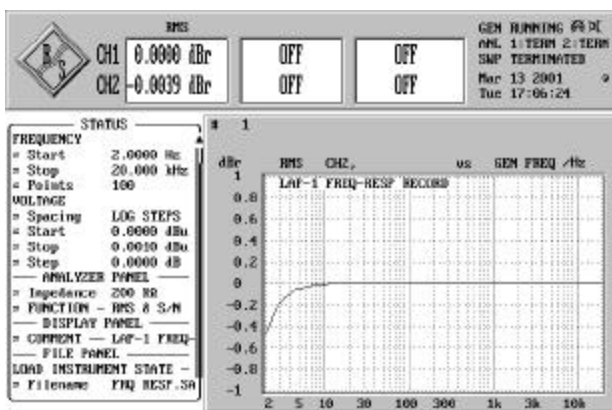 RMS
CH1 0.0000 dBr OFF OFF
CH2 -0.0039 dBr OFF OFF
GEN RUNNING
ANL 1:TERM 2:TERM
SWP TERMINATED
Mar 13 2001
Tue 17:06:24
R S
STATUS
FREQUENCY
Start 2.0000 Hz
Stop 20.000 kHz
Points 100
VOLTAGE
Spacing LOG STEPS
Start 0.0000 dBu
Stop 0.0010 dBu
Step 0.0000 dB
ANALYZER PANEL
Impedance 200 kΩ
FUNCTION - RMS & S/N
DISPLAY PANEL
COMMENT — LAP-1 FREQ-
FILE PANEL
LOAD INSTRUMENT STATE -
Filename FRQ_RESP.SA
# 1
dBr RMS CH2, vs GEN FREQ /Hz
LAP-1 FREQ-RESP RECORD
1
0.8
0.6
0.4
0.2
0
-0.2
-0.4
-0.6
-0.8
-1
2 5 10 30 100 300 1k 3k 10k